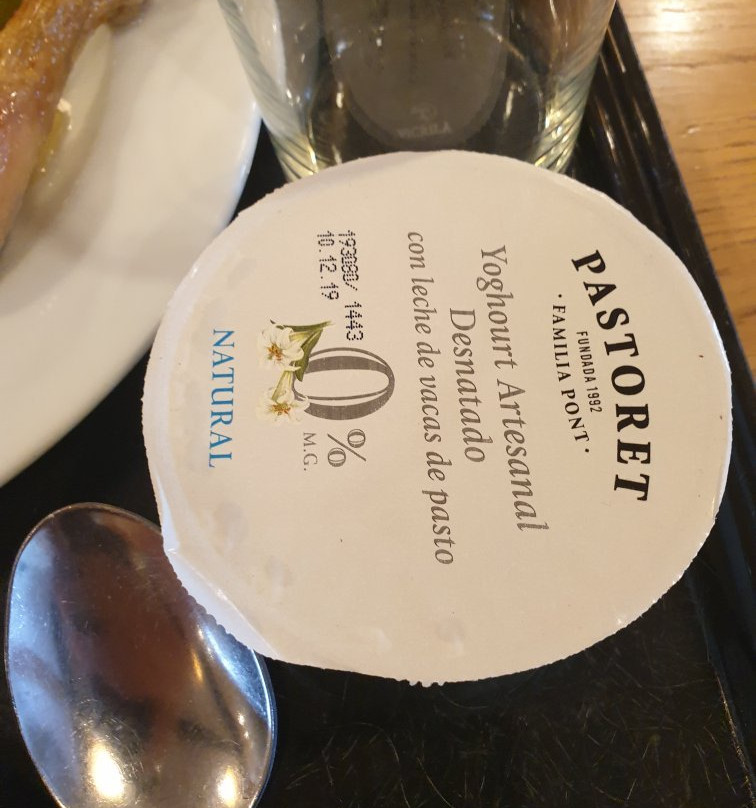 PASTORET
FUNDADA 1992
· FAMILIA PONT ·
Yoghourt Artesanal
Desnatado
con leche de vacas de pasto
193080/ 1443
10.12.19
0%
M.G.
NATURAL